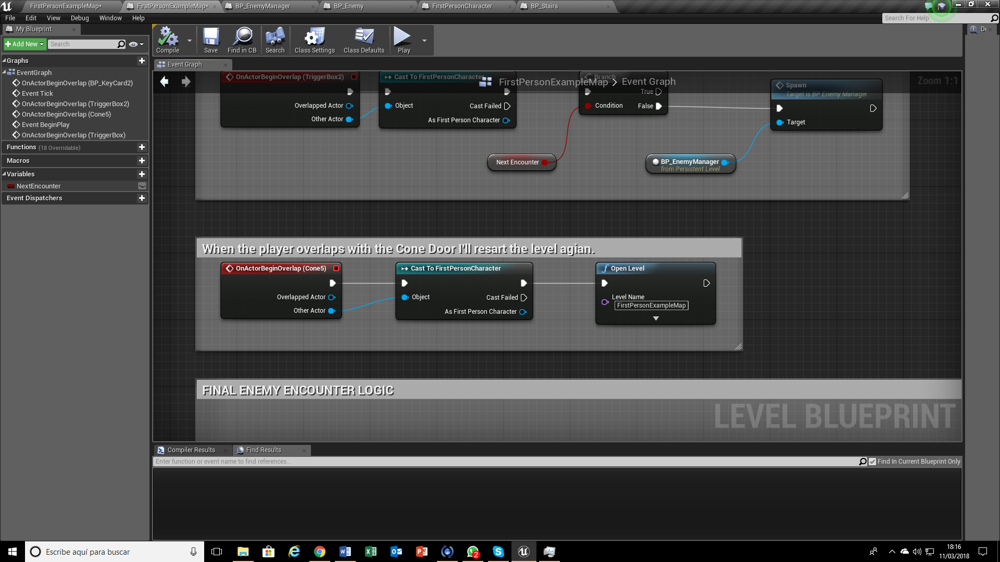 FirstPersonExampleMap*
FirstPersonExampleMap*
BP_EnemyManager
BP_Enemy
FirstPersonCharacter
BP_Stairs
File Edit View Debug Window Help
Search For Help
My Blueprint
Add New
Search
Compile
Save
Find in CB
Search
Class Settings
Class Defaults
Play
Graphs
EventGraph
OnActorBeginOverlap (BP_KeyCard2)
Event Tick
OnActorBeginOverlap (TriggerBox2)
OnActorBeginOverlap (Cone5)
Event BeginPlay
OnActorBeginOverlap (TriggerBox)
Functions (18 Overridable)
Macros
Variables
NextEncounter
Event Dispatchers
Event Graph
FirstPersonExampleMap > Event Graph
Zoom 1:1
OnActorBeginOverlap (TriggerBox2)
Overlapped Actor
Other Actor
Cast To FirstPersonCharacter
Object
Cast Failed
As First Person Character
Branch
True
Condition
False
Spawn
Target is BP Enemy Manager
Target
Next Encounter
BP_EnemyManager
from Persistent Level
When the player overlaps with the Cone Door I'll resart the level agian.
OnActorBeginOverlap (Cone5)
Overlapped Actor
Other Actor
Cast To FirstPersonCharacter
Object
Cast Failed
As First Person Character
Open Level
Level Name
FirstPersonExampleMap
FINAL ENEMY ENCOUNTER LOGIC
LEVEL BLUEPRINT
Compiler Results
Find Results
Enter function or event name to find references...
Find In Current Blueprint Only
Escribe aquí para buscar
2
18:16
11/03/2018